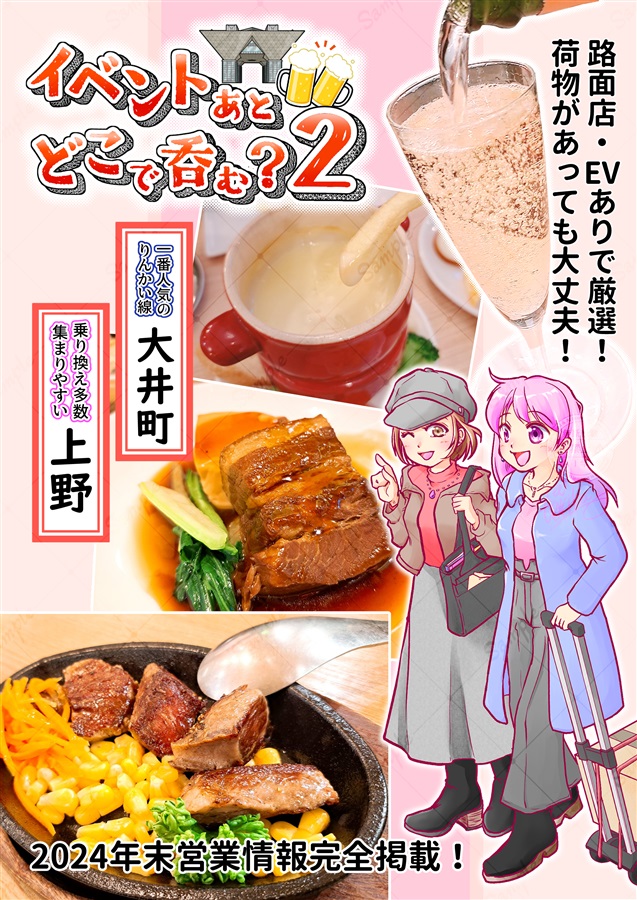 イベントあと
どこで呑む?2
路面店・EVありで厳選!
荷物があっても大丈夫!
一番人気の
りんかい線
大井町
乗り換え多数
集まりやすい
上野
2024年末営業情報完全掲載!